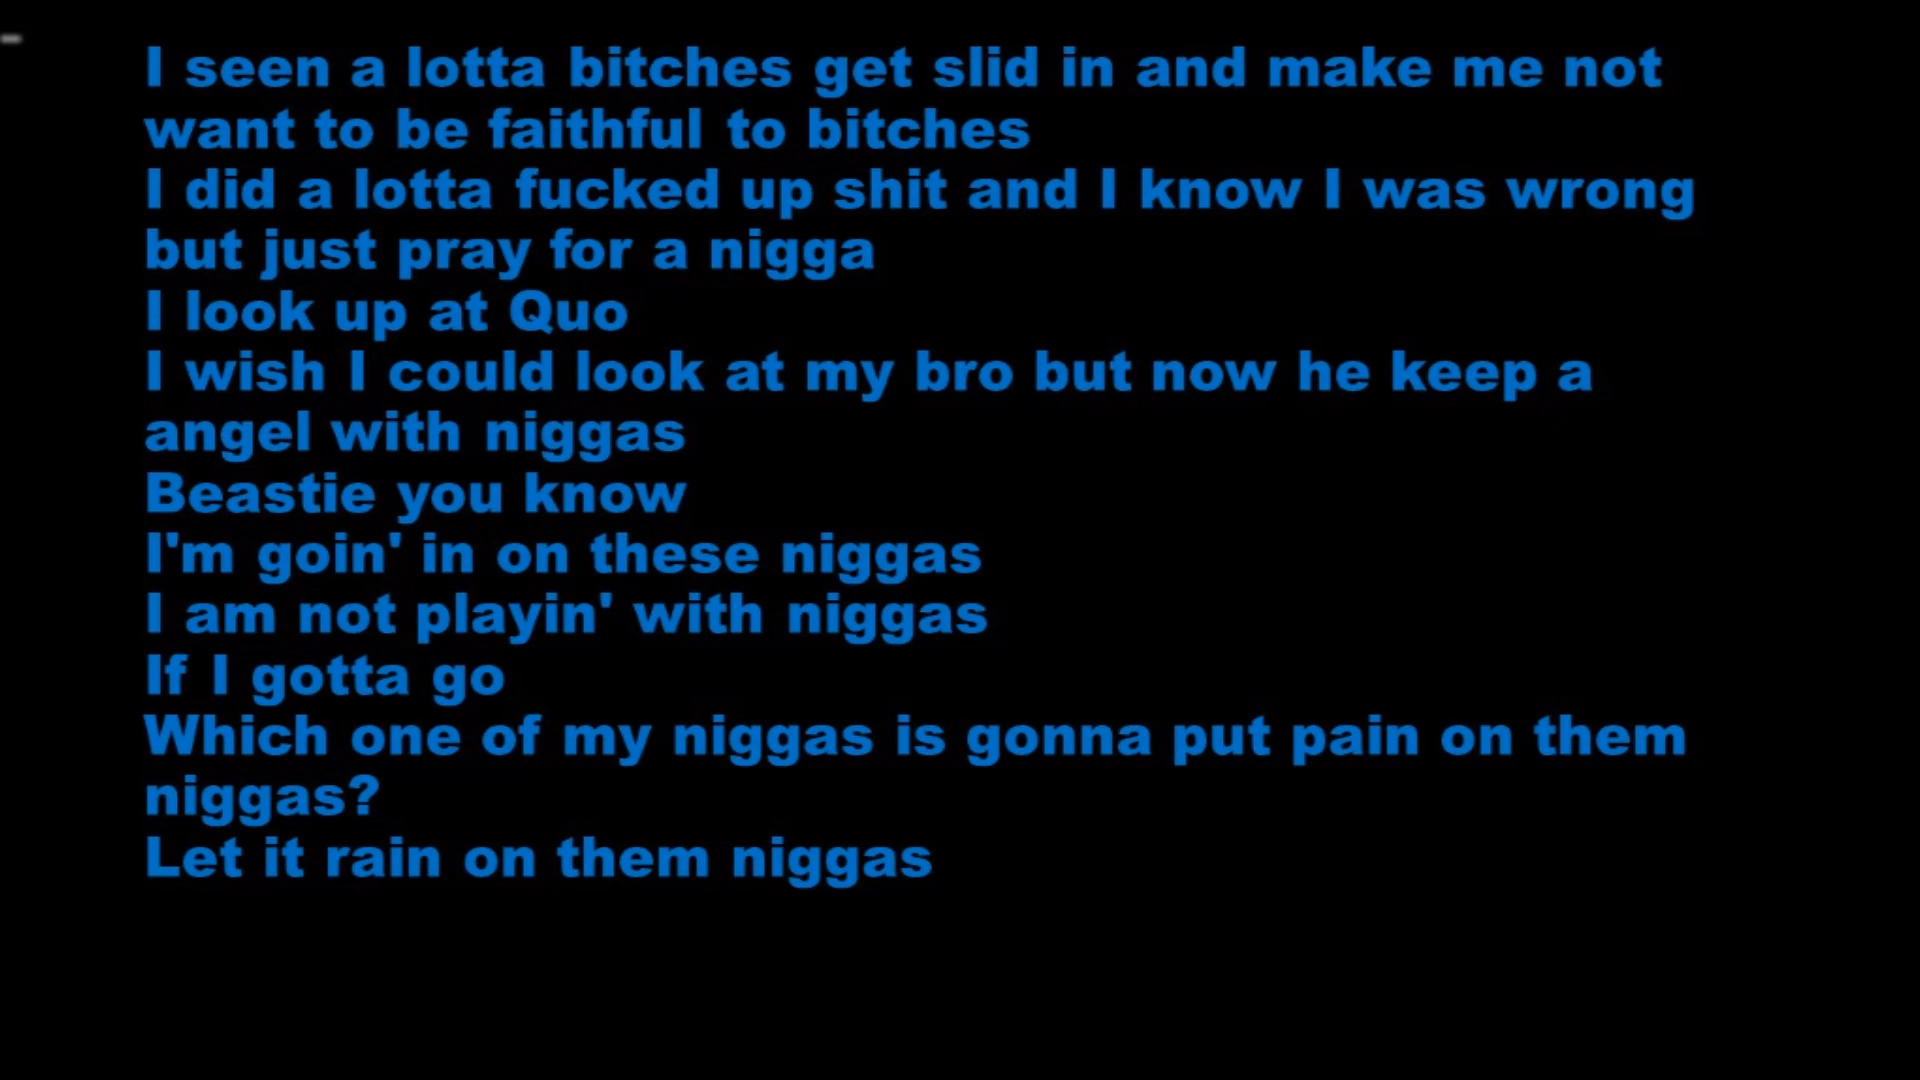 I seen a lotta bitches get slid in and make me not
want to be faithful to bitches
I did a lotta fucked up shit and I know I was wrong
but just pray for a nigga
I look up at Quo
I wish I could look at my bro but now he keep a
angel with niggas
Beastie you know
I'm goin' in on these niggas
I am not playin' with niggas
If I gotta go
Which one of my niggas is gonna put pain on them
niggas?
Let it rain on them niggas